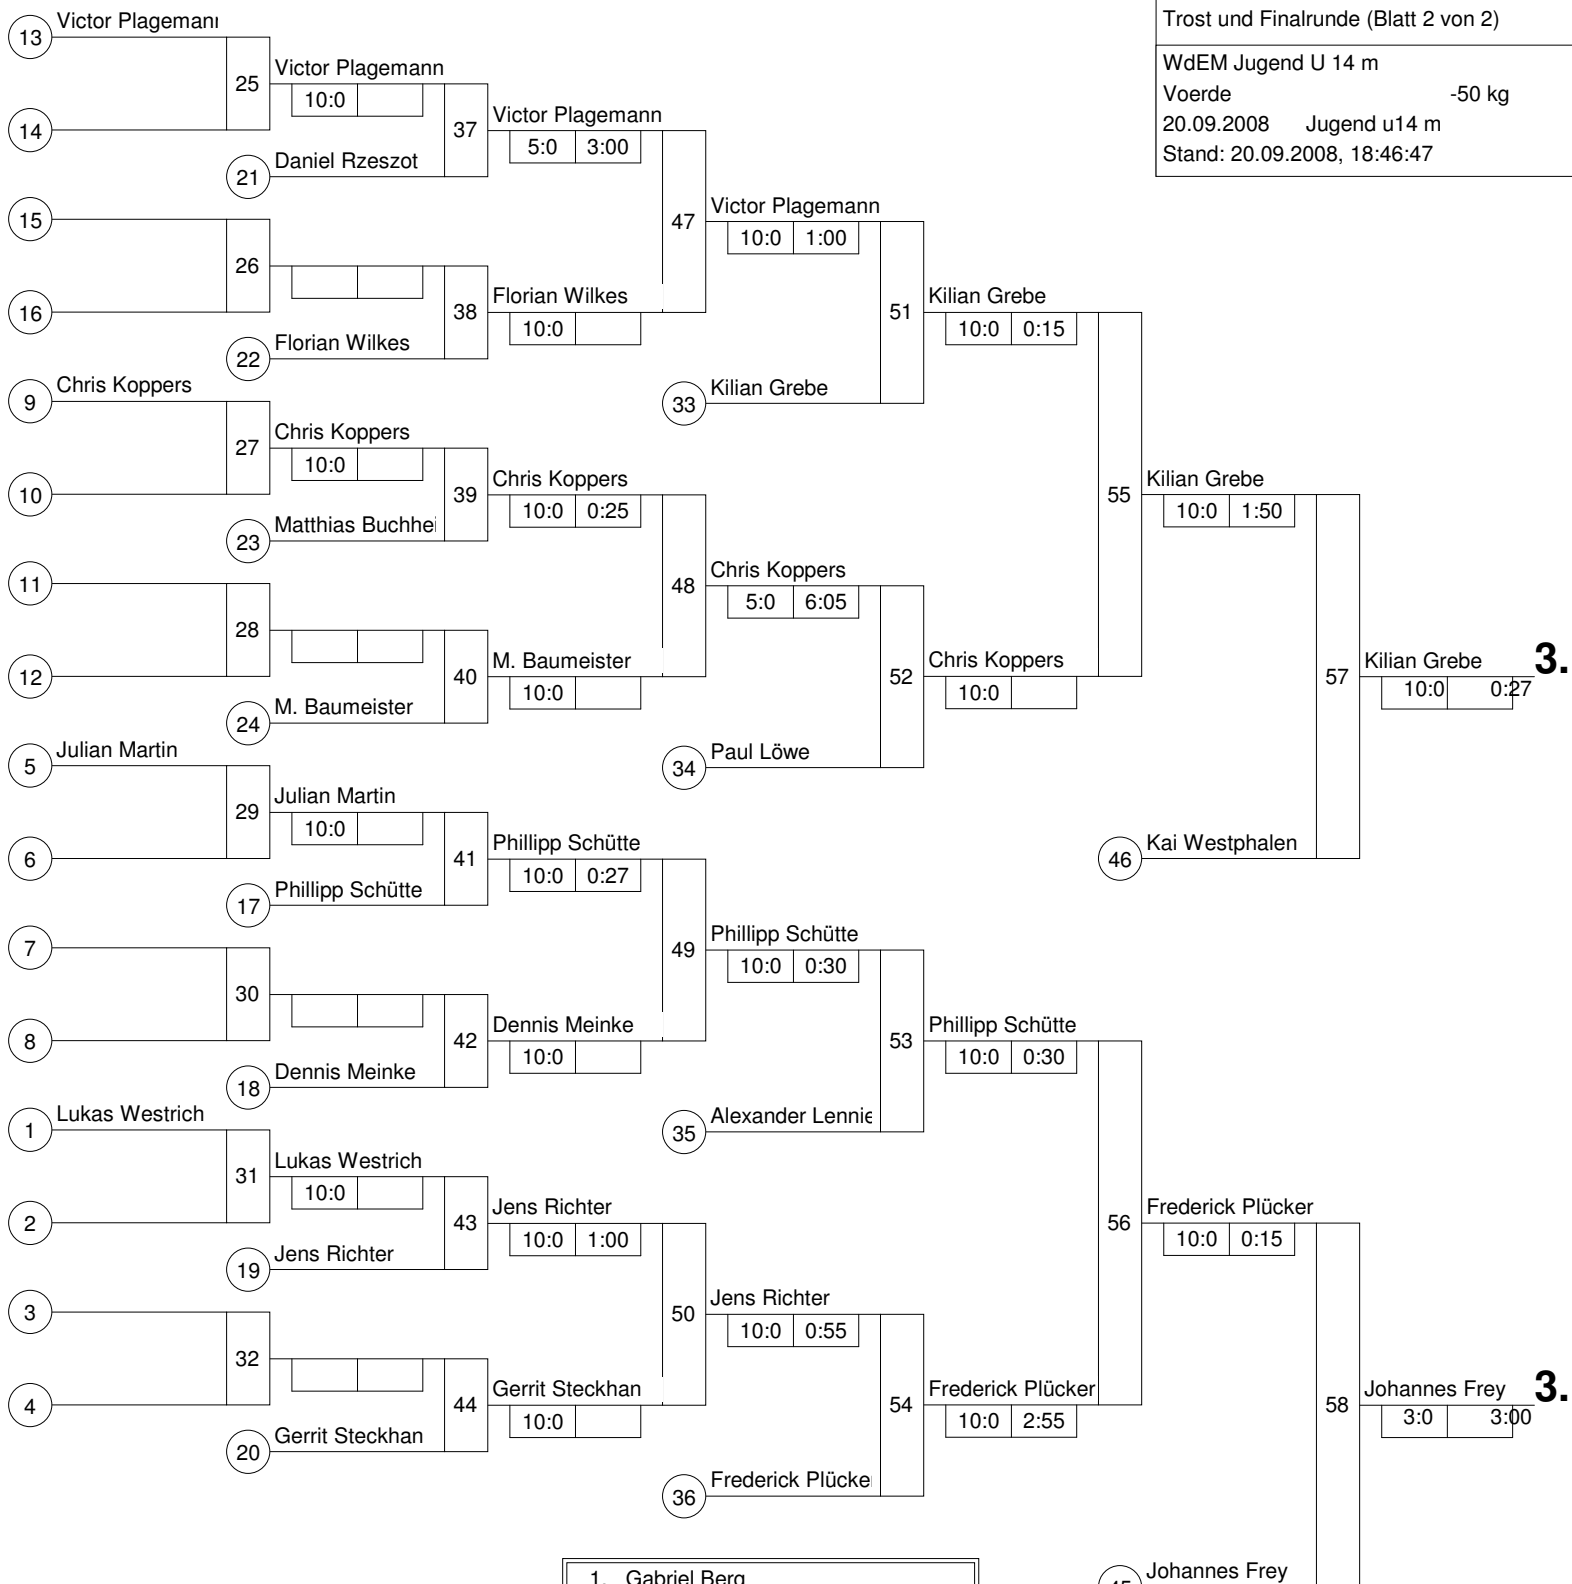 Trost und Finalrunde (Blatt 2 von 2)
WdEM Jugend U 14 m
Voerde -50 kg
20.09.2008 Jugend u14 m
Stand: 20.09.2008, 18:46:47
13 Victor Plagemann
25
Victor Plagemann
10:0
14
37
Victor Plagemann
5:0 3:00
21 Daniel Rzeszot
15
26
16
38
Florian Wilkes
10:0
22 Florian Wilkes
47
Victor Plagemann
10:0 1:00
51
Kilian Grebe
10:0 0:15
33 Kilian Grebe
9 Chris Koppers
27
Chris Koppers
10:0
10
39
Chris Koppers
10:0 0:25
23 Matthias Buchhei
11
28
12
40
M. Baumeister
10:0
24 M. Baumeister
48
Chris Koppers
5:0 6:05
52
Chris Koppers
10:0
34 Paul Löwe
55
Kilian Grebe
10:0 1:50
57
Kilian Grebe 3.
10:0 0:27
46 Kai Westphalen
5 Julian Martin
29
Julian Martin
10:0
6
41
Phillipp Schütte
10:0 0:27
17 Phillipp Schütte
7
30
8
42
Dennis Meinke
10:0
18 Dennis Meinke
49
Phillipp Schütte
10:0 0:30
53
Phillipp Schütte
10:0 0:30
35 Alexander Lennie
1 Lukas Westrich
31
Lukas Westrich
10:0
2
43
Jens Richter
10:0 1:00
19 Jens Richter
3
32
4
44
Gerrit Steckhan
10:0
20 Gerrit Steckhan
50
Jens Richter
10:0 0:55
54
Frederick Plücker
10:0 2:55
36 Frederick Plücke
56
Frederick Plücker
10:0 0:15
58
Johannes Frey 3.
3:0 3:00
45 Johannes Frey
1. Gabriel Berg